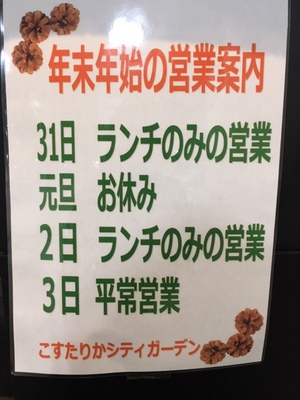 年末年始の営業案内
31日 ランチのみの営業
元旦 お休み
2日 ランチのみの営業
3日 平常営業
こすたりかシティガーデン